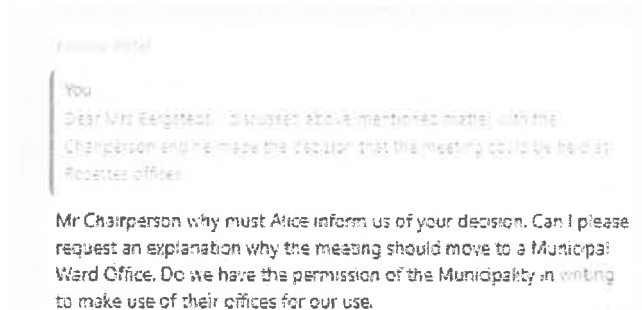 You
Dear Mrs discussed above mentioned matter with the
Chairperson and he made the decision that the meeting could be held at
offices
Mr Chairperson why must Alice inform us of your decision. Can I please
request an explanation why the meeting should move to a Municipal
Ward Office. Do we have the permission of the Municipality in writing
to make use of their offices for our use.